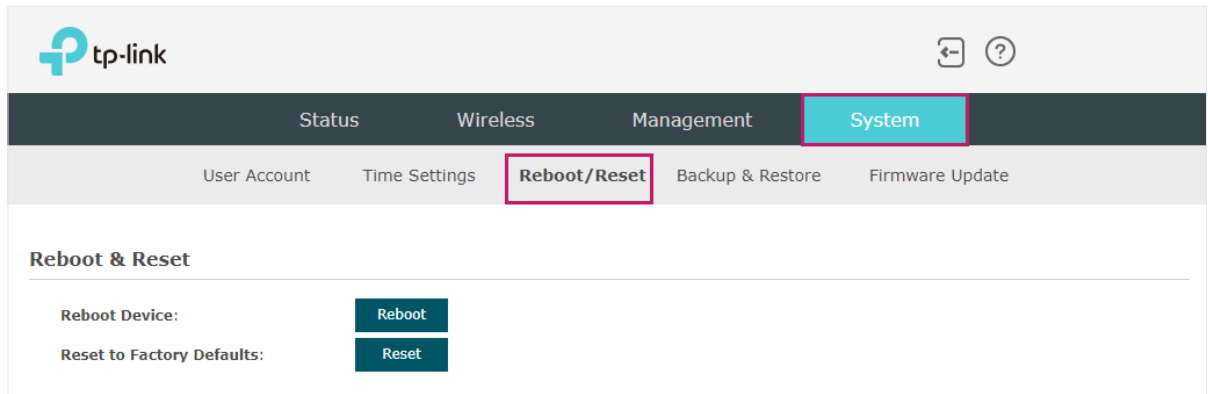 tp-link
?
Status Wireless Management System
User Account Time Settings Reboot/Reset Backup & Restore Firmware Update
Reboot & Reset
Reboot Device: Reboot
Reset to Factory Defaults: Reset